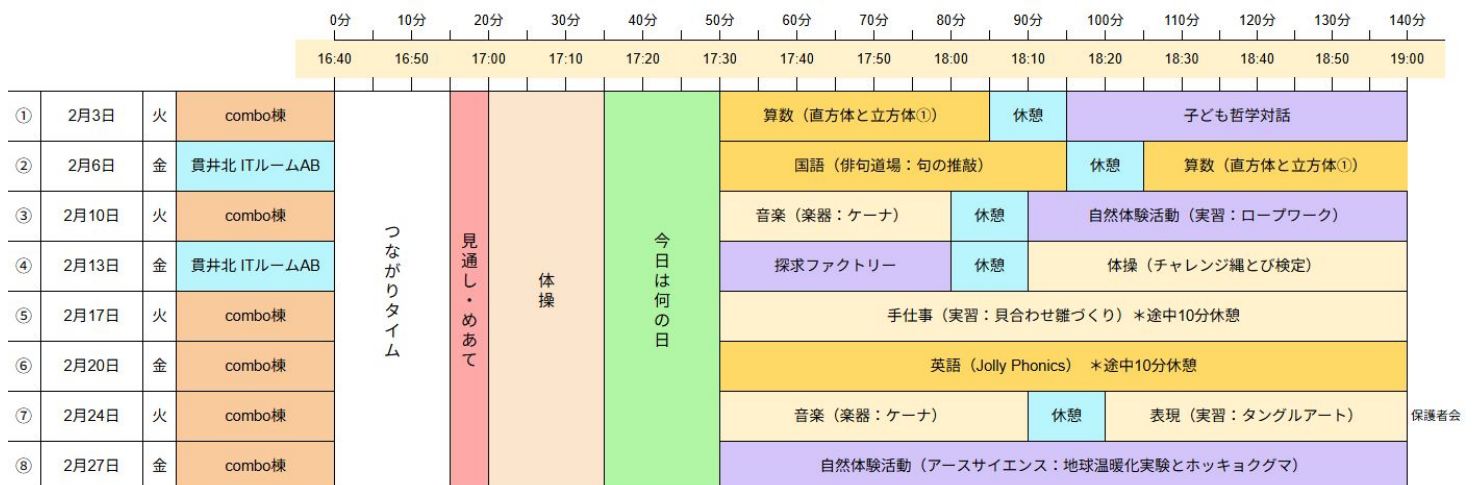 0分 10分 20分 30分 40分 50分 60分 70分 80分 90分 100分 110分 120分 130分 140分
16:40 16:50 17:00 17:10 17:20 17:30 17:40 17:50 18:00 18:10 18:20 18:30 18:40 18:50 19:00
つながりタイム
見通し・めあて
体操
今日は何の日
① 2月3日 火 combo棟 算数（直方体と立方体①） 休憩 子ども哲学対話
② 2月6日 金 貫井北 ITルームAB 国語（俳句道場：句の推敲） 休憩 算数（直方体と立方体①）
③ 2月10日 火 combo棟 音楽（楽器：ケーナ） 休憩 自然体験活動（実習：ロープワーク）
④ 2月13日 金 貫井北 ITルームAB 探求ファクトリー 休憩 体操（チャレンジ縄とび検定）
⑤ 2月17日 火 combo棟 手仕事（実習：貝合わせ雛づくり）＊途中10分休憩
⑥ 2月20日 金 combo棟 英語（Jolly Phonics） ＊途中10分休憩
⑦ 2月24日 火 combo棟 音楽（楽器：ケーナ） 休憩 表現（実習：タングルアート） 保護者会
⑧ 2月27日 金 combo棟 自然体験活動（アースサイエンス：地球温暖化実験とホッキョクグマ）